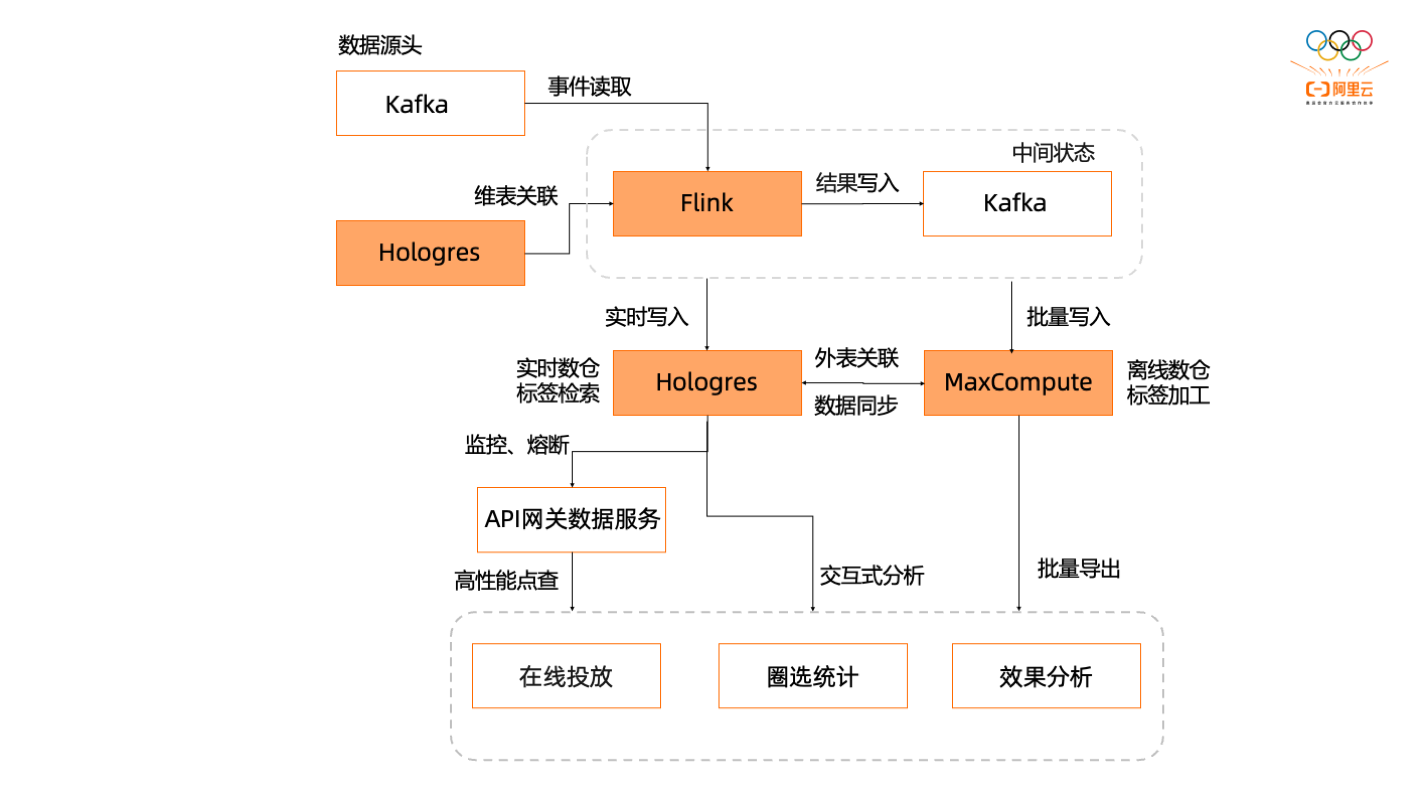 数据源头
Kafka
事件读取
中间状态
维表关联
Flink
结果写入
Kafka
Hologres
实时写入
批量写入
实时数仓
标签检索
Hologres
外表关联
数据同步
MaxCompute
离线数仓
标签加工
监控、熔断
API网关数据服务
高性能点查
交互式分析
批量导出
在线投放
圈选统计
效果分析
阿里云